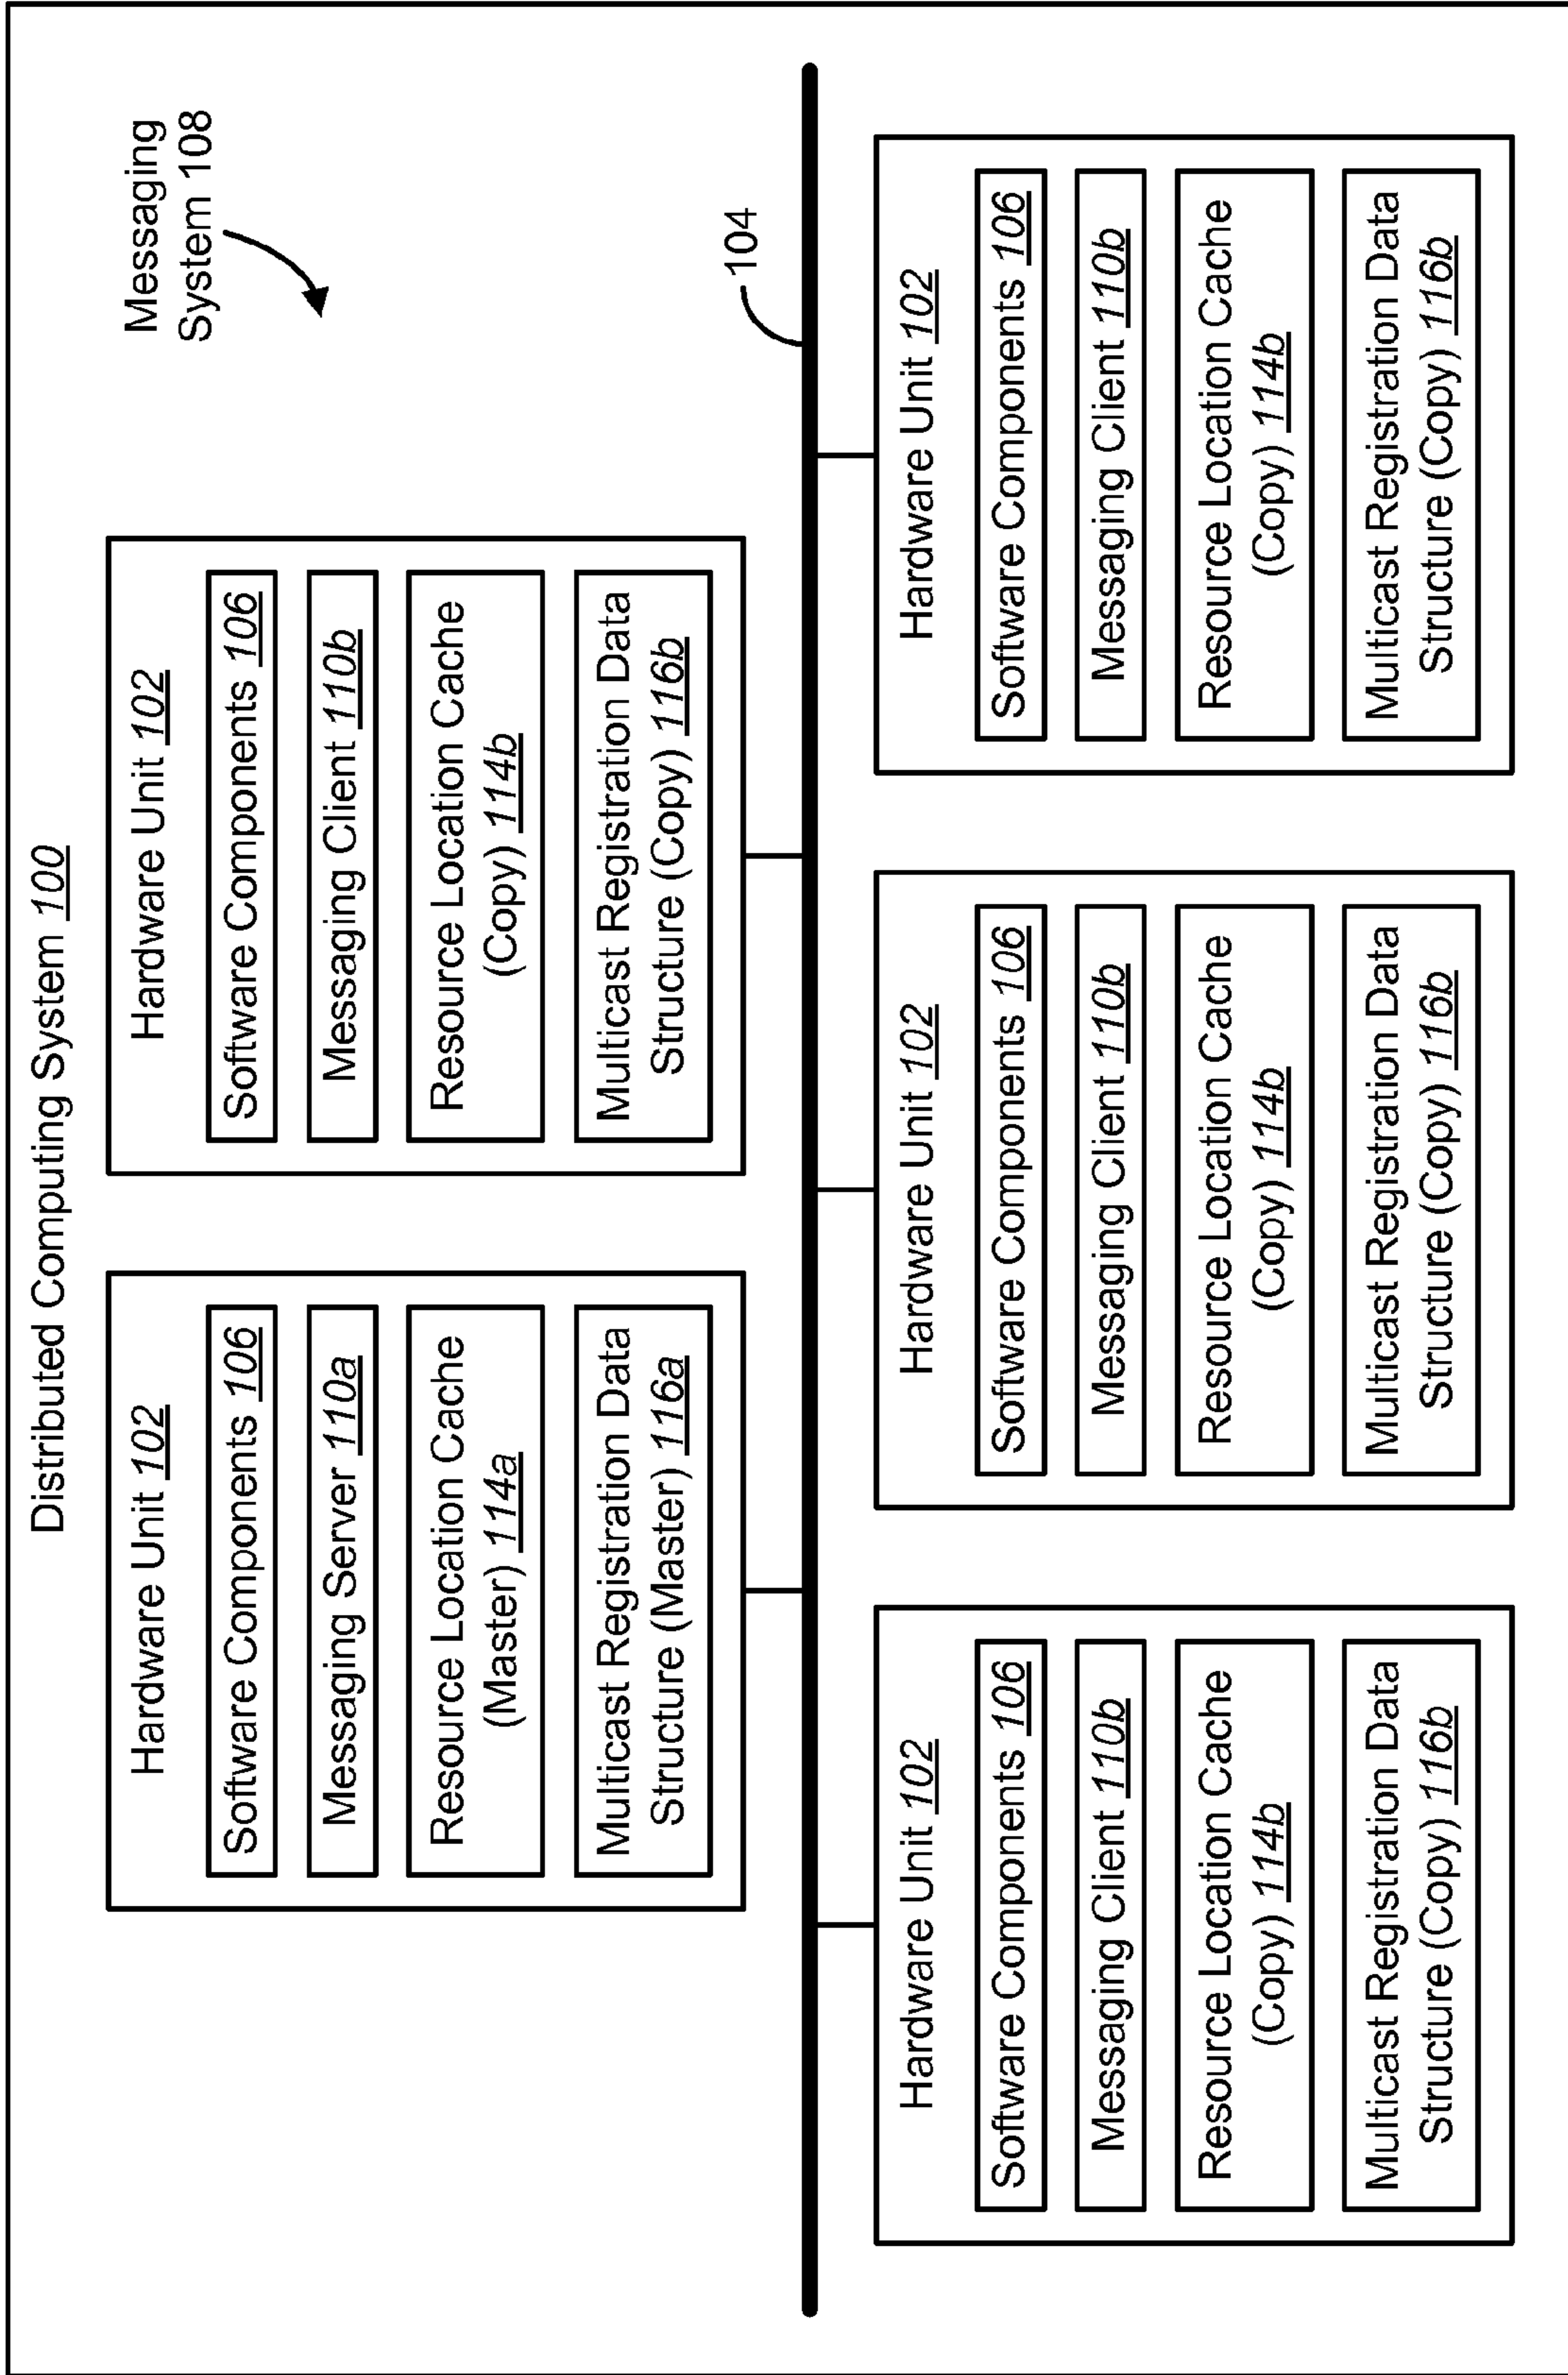 Distributed Computing System 100
Messaging
System 108
Hardware Unit 102
Software Components 106
Messaging Server 110a
Resource Location Cache
(Master) 114a
Multicast Registration Data
Structure (Master) 116a
Hardware Unit 102
Software Components 106
Messaging Client 110b
Resource Location Cache
(Copy) 114b
Multicast Registration Data
Structure (Copy) 116b
104
Hardware Unit 102
Software Components 106
Messaging Client 110b
Resource Location Cache
(Copy) 114b
Multicast Registration Data
Structure (Copy) 116b
Hardware Unit 102
Software Components 106
Messaging Client 110b
Resource Location Cache
(Copy) 114b
Multicast Registration Data
Structure (Copy) 116b
Hardware Unit 102
Software Components 106
Messaging Client 110b
Resource Location Cache
(Copy) 114b
Multicast Registration Data
Structure (Copy) 116b